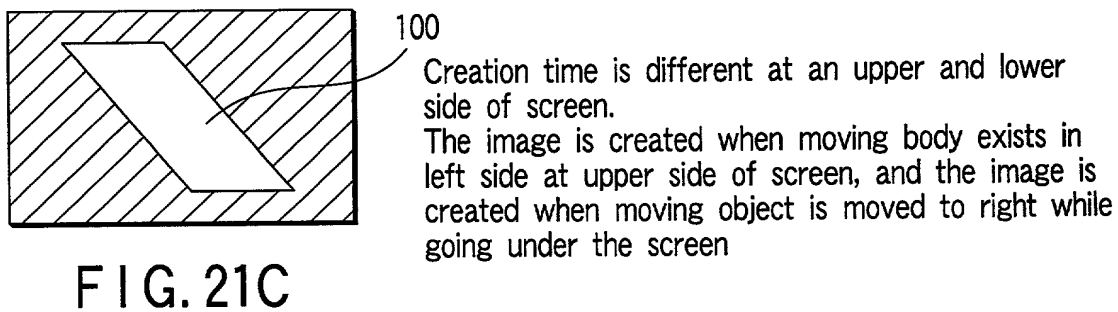 100
Creation time is different at an upper and lower
side of screen.
The image is created when moving body exists in
left side at upper side of screen, and the image is
created when moving object is moved to right while
going under the screen
FIG. 21C